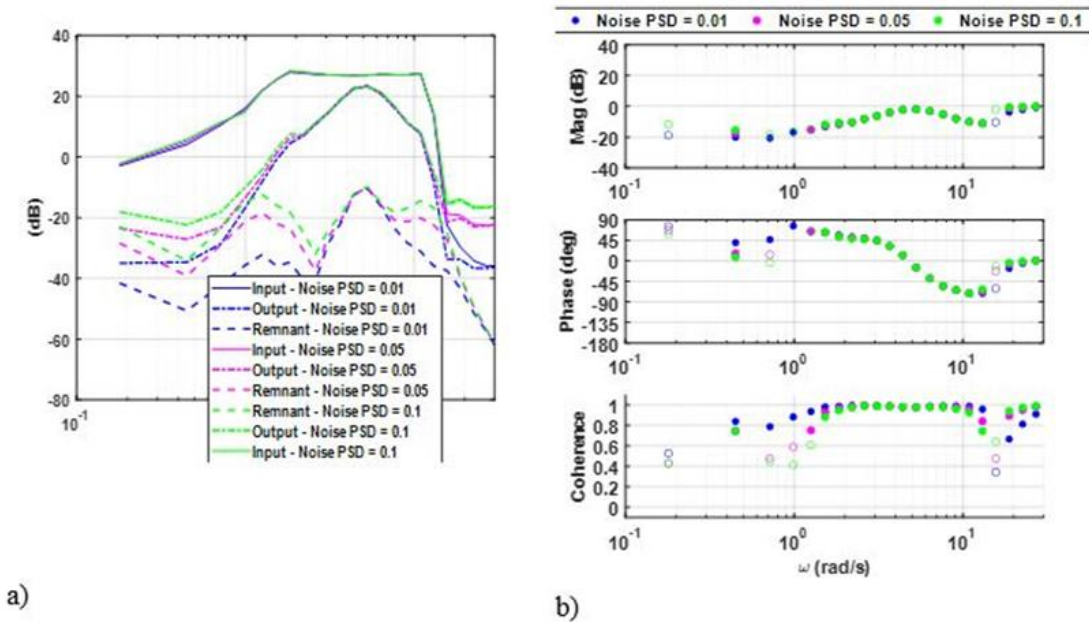 40
20
0
-20
-40
-60
-80
(dB)
10-1
Input - Noise PSD = 0.01
Output - Noise PSD = 0.01
Remnant - Noise PSD = 0.01
Input - Noise PSD = 0.05
Output - Noise PSD = 0.05
Remnant - Noise PSD = 0.05
Remnant - Noise PSD = 0.1
Output - Noise PSD = 0.1
Input - Noise PSD = 0.1
a)
Noise PSD = 0.01 Noise PSD = 0.05 Noise PSD = 0.1
Mag (dB)
40
20
0
-20
-40
10-1 100 101
Phase (deg)
90
45
0
-45
-90
-135
-180
10-1 100 101
Coherence
1
0.8
0.6
0.4
0.2
0
10-1 100 101
ω (rad/s)
b)